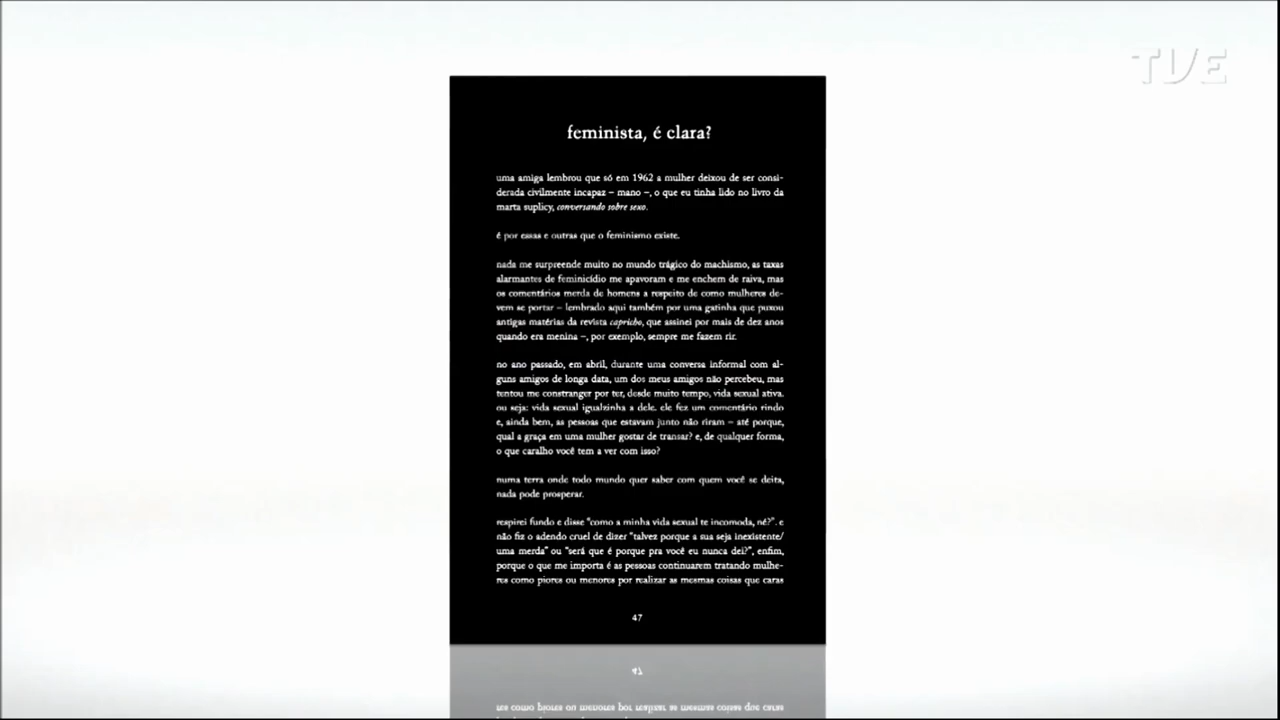 TVE
feminista, é clara?
uma amiga lembrou que só em 1962 a mulher deixou de ser consi-
derada civilmente incapaz – mano –, o que eu tinha lido no livro da
marta suplicy, conversando sobre sexo.
é por essas e outras que o feminismo existe.
nada me surpreende muito no mundo trágico do machismo, as taxas
alarmantes de feminicídio me apavoram e me enchem de raiva, mas
os comentários merda de homens a respeito de como mulheres de-
vem se portar – lembrado aqui também por uma gatinha que puxou
antigas matérias da revista capricho, que assinei por mais de dez anos
quando era menina –, por exemplo, sempre me fazem rir.
no ano passado, em abril, durante uma conversa informal com al-
guns amigos de longa data, um dos meus amigos não percebeu, mas
tentou me constranger por ter, desde muito tempo, vida sexual ativa.
ou seja: vida sexual igualzinha a dele. ele fez um comentário rindo
e, ainda bem, as pessoas que estavam junto não riram – até porque,
qual a graça em uma mulher gostar de transar? e, de qualquer forma,
o que caralho você tem a ver com isso?
numa terra onde todo mundo quer saber com quem você se deita,
nada pode prosperar.
respirei fundo e disse "como a minha vida sexual te incomoda, né?". e
não fiz o adendo cruel de dizer "talvez porque a sua seja inexistente/
uma merda" ou "será que é porque pra você eu nunca dei?", enfim,
porque o que me importa é as pessoas continuarem tratando mulhe-
res como piores ou menores por realizar as mesmas coisas que caras
47